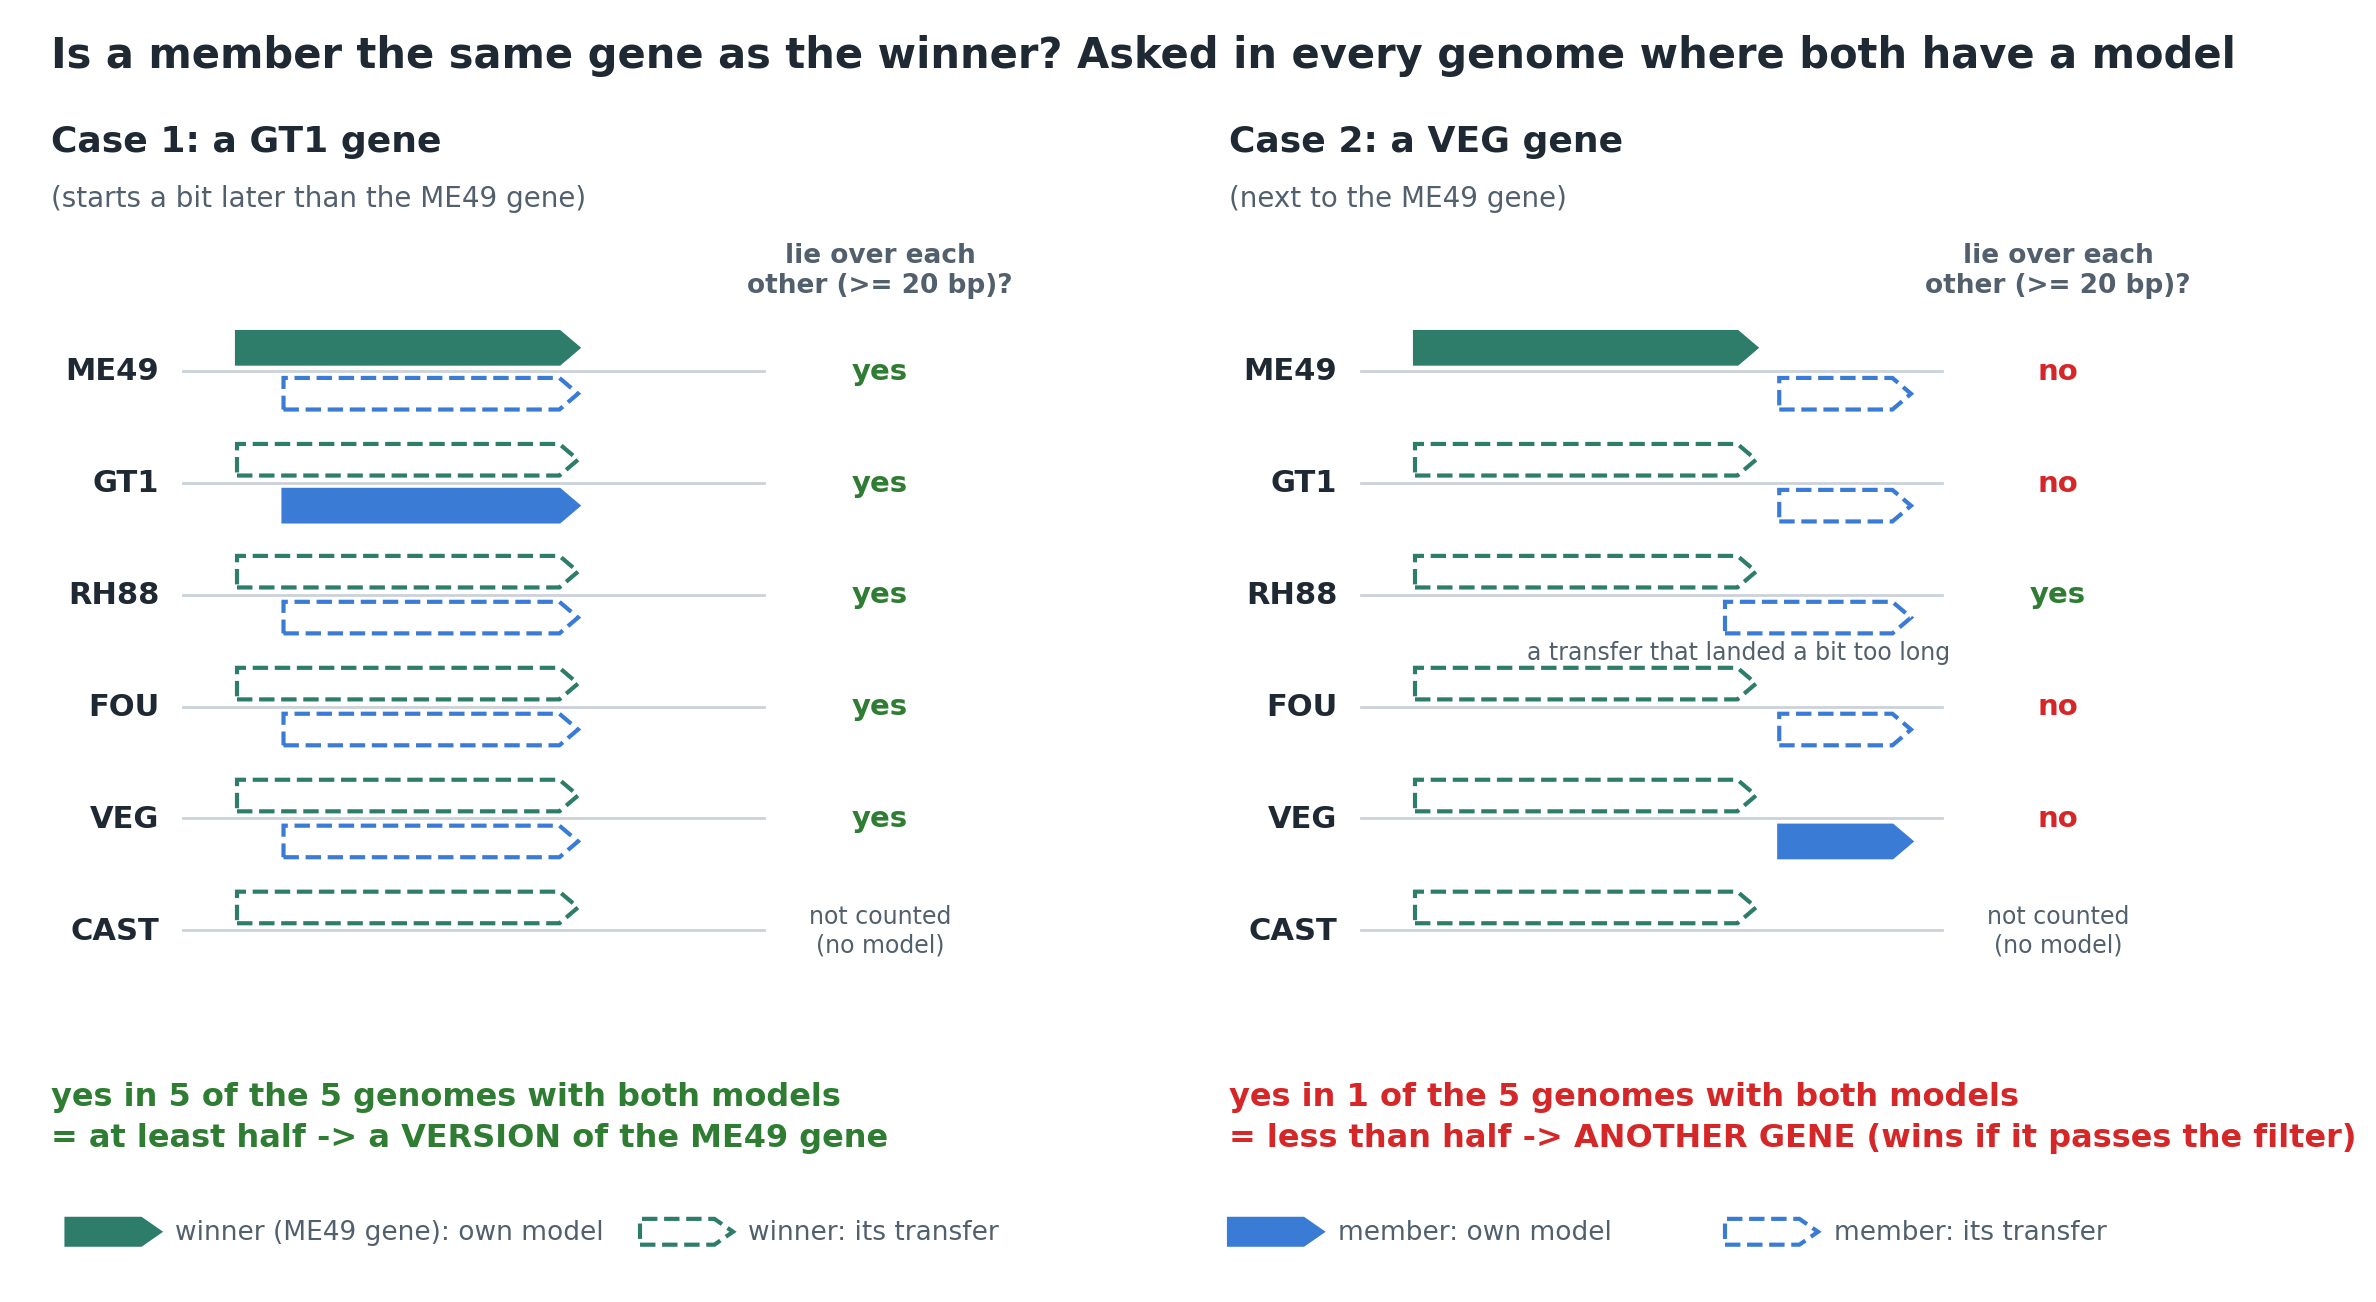 Is a member the same gene as the winner? Asked in every genome where both have a model
Case 1: a GT1 gene
(starts a bit later than the ME49 gene)
lie over each
other (>= 20 bp)?
ME49
yes
GT1
yes
RH88
yes
FOU
yes
VEG
yes
CAST
not counted
(no model)
yes in 5 of the 5 genomes with both models
= at least half -> a VERSION of the ME49 gene
Case 2: a VEG gene
(next to the ME49 gene)
lie over each
other (>= 20 bp)?
ME49
no
GT1
no
RH88
yes
a transfer that landed a bit too long
FOU
no
VEG
no
CAST
not counted
(no model)
yes in 1 of the 5 genomes with both models
= less than half -> ANOTHER GENE (wins if it passes the filter)
winner (ME49 gene): own model
winner: its transfer
member: own model
member: its transfer